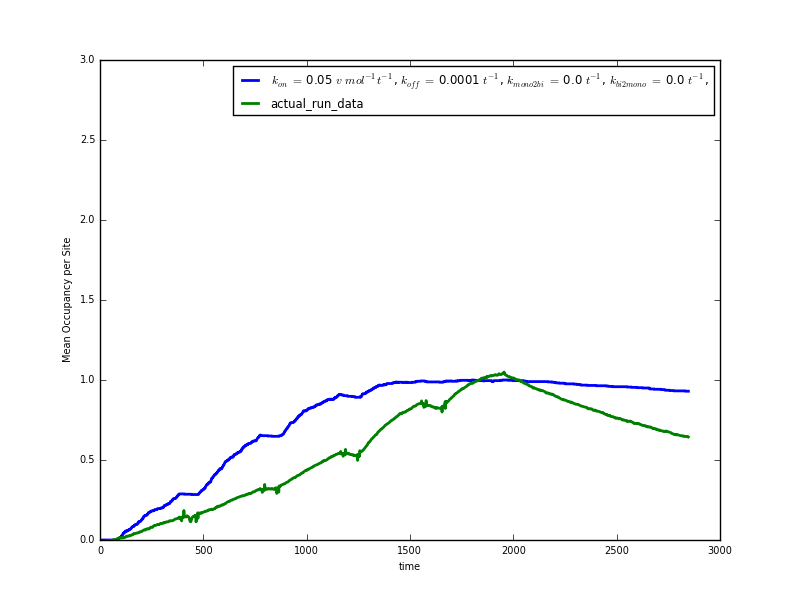 3.0
k_on = 0.05 v mol^−1 t^−1, k_off = 0.0001 t^−1, k_mono2bi = 0.0 t^−1, k_bi2mono = 0.0 t^−1,
actual_run_data
2.5
2.0
Mean Occupancy per Site
1.5
1.0
0.5
0.0
0 500 1000 1500 2000 2500 3000
time